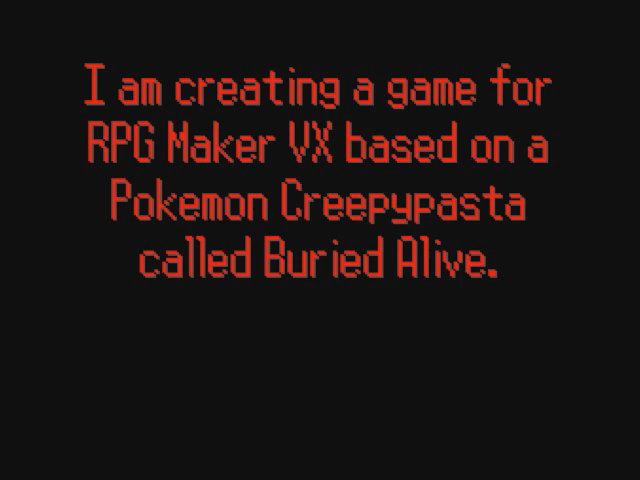 I am creating a game for
RPG Maker VX based on a
Pokemon Creepypasta
called Buried Alive.